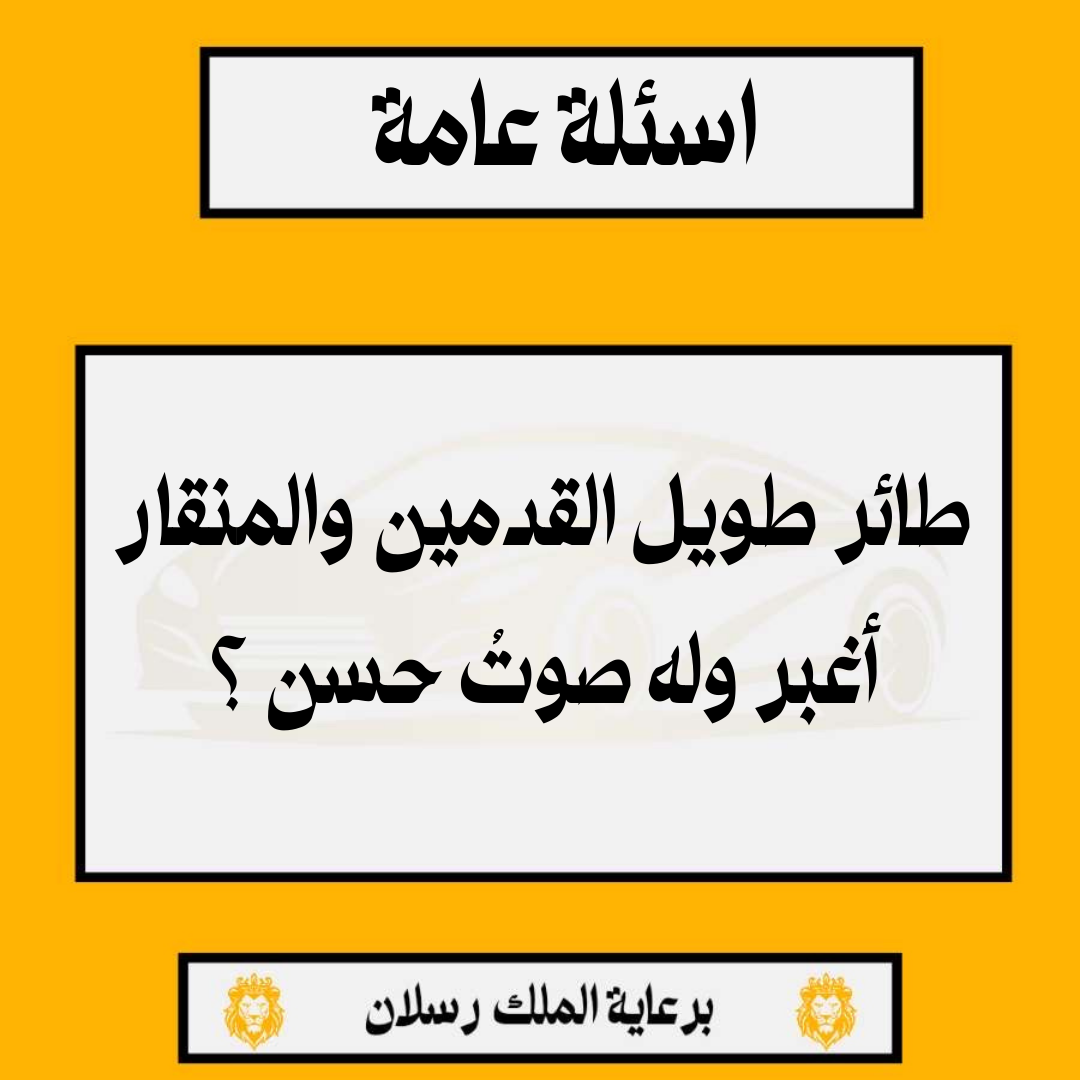 اسئلة عامة
طائر طويل القدمين والمنقار
أغبر وله صوتُ حسن ؟
برعاية الملك رسلان